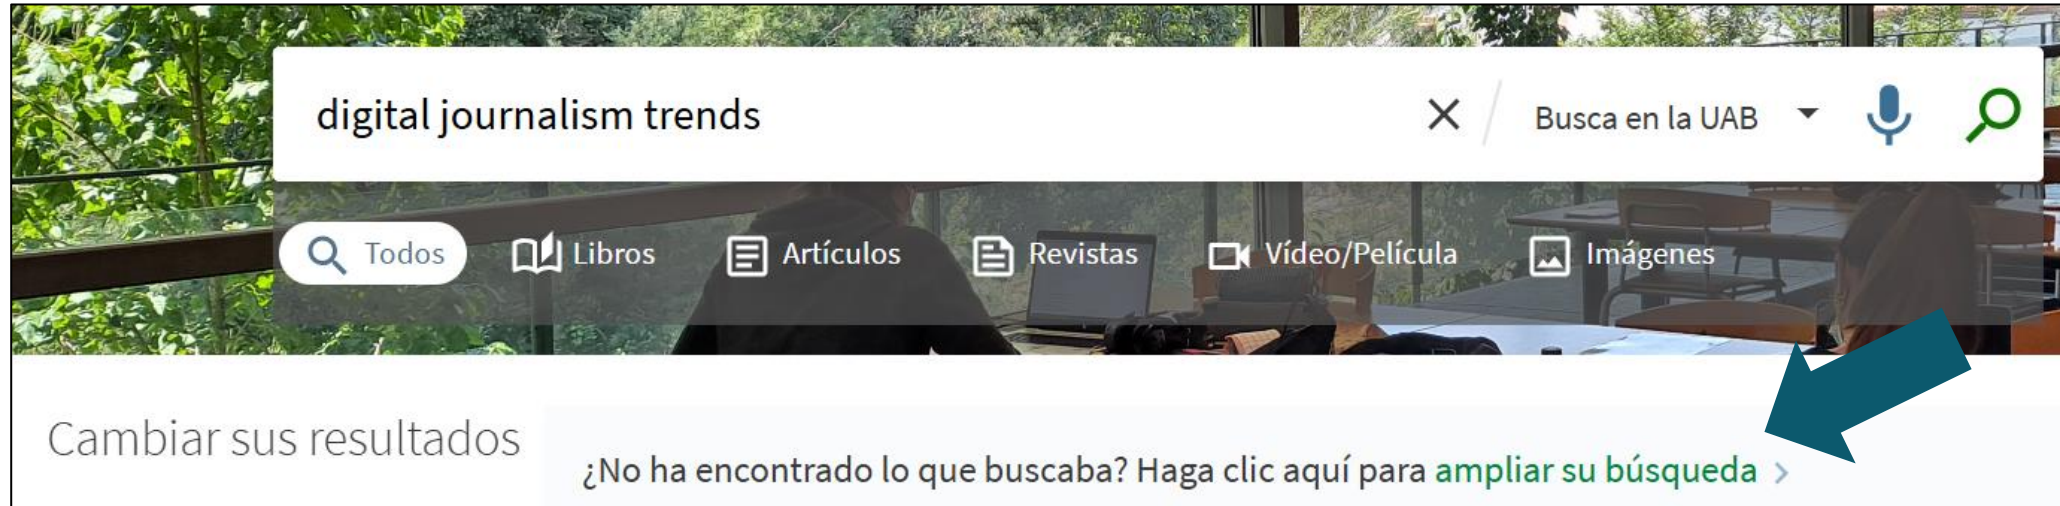 digital journalism trends
Busca en la UAB
Todos Libros Artículos Revistas Vídeo/Película Imágenes
Cambiar sus resultados
¿No ha encontrado lo que buscaba? Haga clic aquí para ampliar su búsqueda >